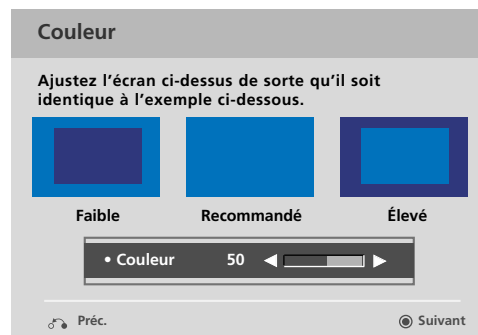 Couleur
Ajustez l'écran ci-dessus de sorte qu'il soit
identique à l'exemple ci-dessous.
Faible Recommandé Élevé
• Couleur 50
Préc. Suivant